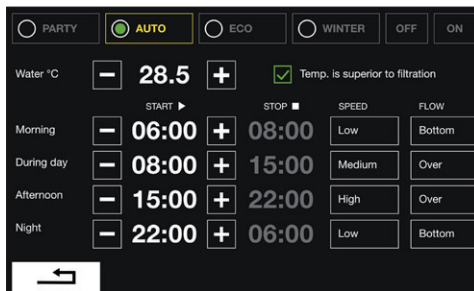 PARTY AUTO ECO WINTER OFF ON
Water °C − 28.5 + Temp. is superior to filtration
START ▶ STOP ■ SPEED FLOW
Morning − 06:00 + 08:00 Low Bottom
During day − 08:00 + 15:00 Medium Over
Afternoon − 15:00 + 22:00 High Over
Night − 22:00 + 06:00 Low Bottom